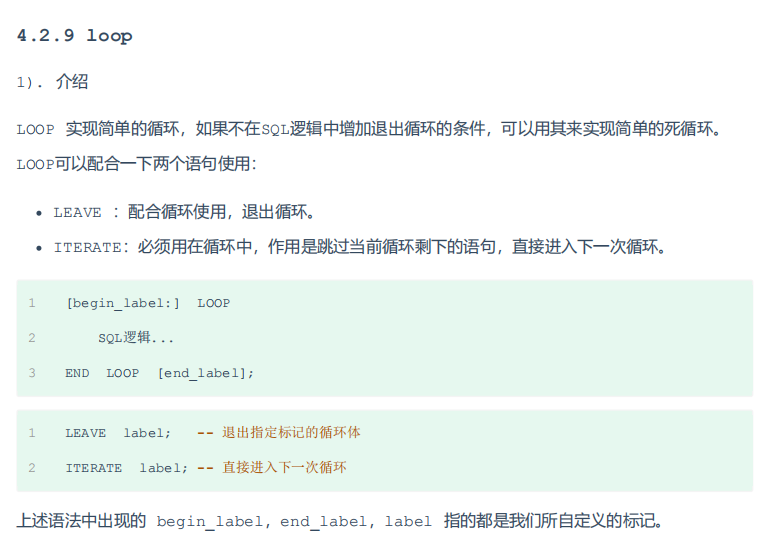 4.2.9 loop
1). 介绍
LOOP 实现简单的循环，如果不在SQL逻辑中增加退出循环的条件，可以用其来实现简单的死循环。
LOOP可以配合一下两个语句使用：
• LEAVE ：配合循环使用，退出循环。
• ITERATE：必须用在循环中，作用是跳过当前循环剩下的语句，直接进入下一次循环。
1 [begin_label:] LOOP
2 SQL逻辑...
3 END LOOP [end_label];
1 LEAVE label; -- 退出指定标记的循环体
2 ITERATE label; -- 直接进入下一次循环
上述语法中出现的 begin_label，end_label，label 指的都是我们所自定义的标记。